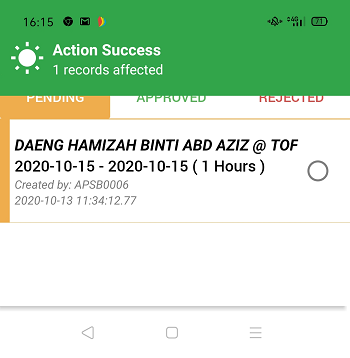 16:15
Action Success
1 records affected
PENDING APPROVED REJECTED
DAENG HAMIZAH BINTI ABD AZIZ @ TOF
2020-10-15 - 2020-10-15 ( 1 Hours )
Created by: APSB0006
2020-10-13 11:34:12.77